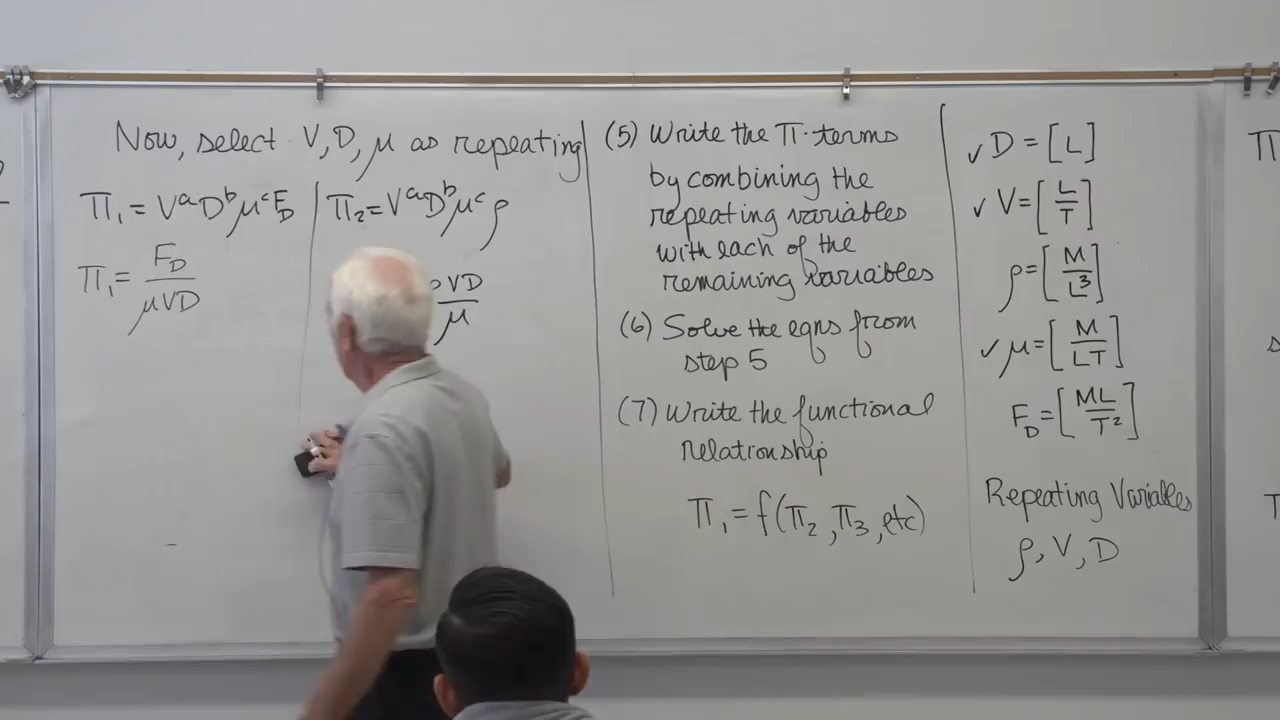 Now, select V, D, μ as repeating
π₁ = VᵃDᵇμᶜF_D
π₁ = F_D / μVD
π₂ = VᵃDᵇμᶜρ
ρVD / μ
(5) Write the π-terms
by combining the
repeating variables
with each of the
remaining variables
(6) Solve the eqns from
step 5
(7) Write the functional
relationship
π₁ = f(π₂, π₃, etc)
✓ D = [L]
✓ V = [L/T]
ρ = [M/L³]
✓ μ = [M/LT]
F_D = [ML/T²]
Repeating Variables
ρ, V, D